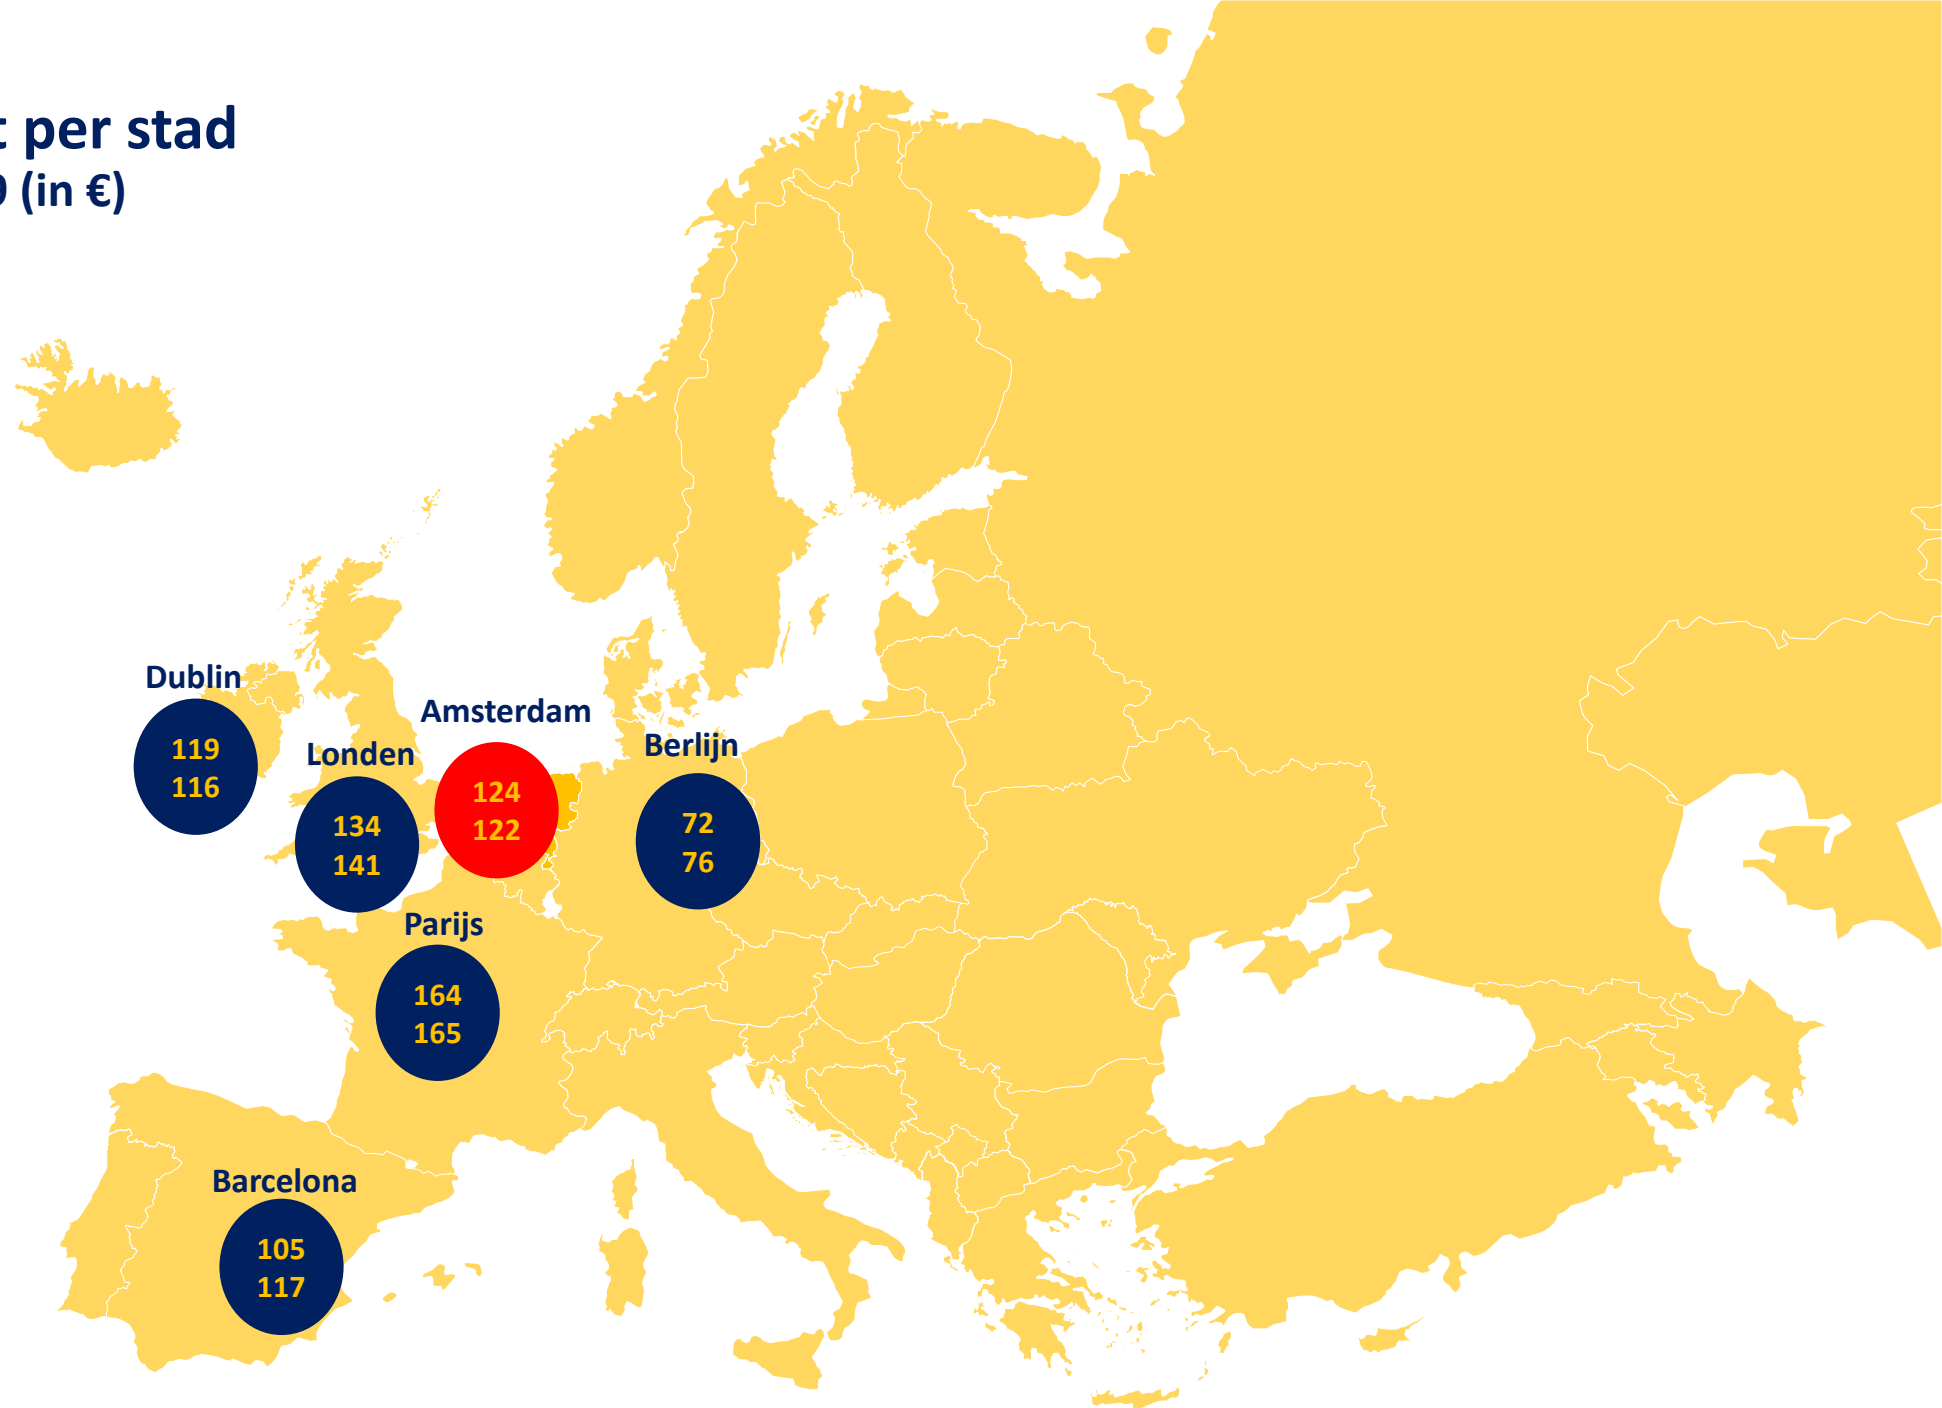 t per stad
9 (in €)
Dublin
119
116
Londen
134
141
Amsterdam
124
122
Berlijn
72
76
Parijs
164
165
Barcelona
105
117